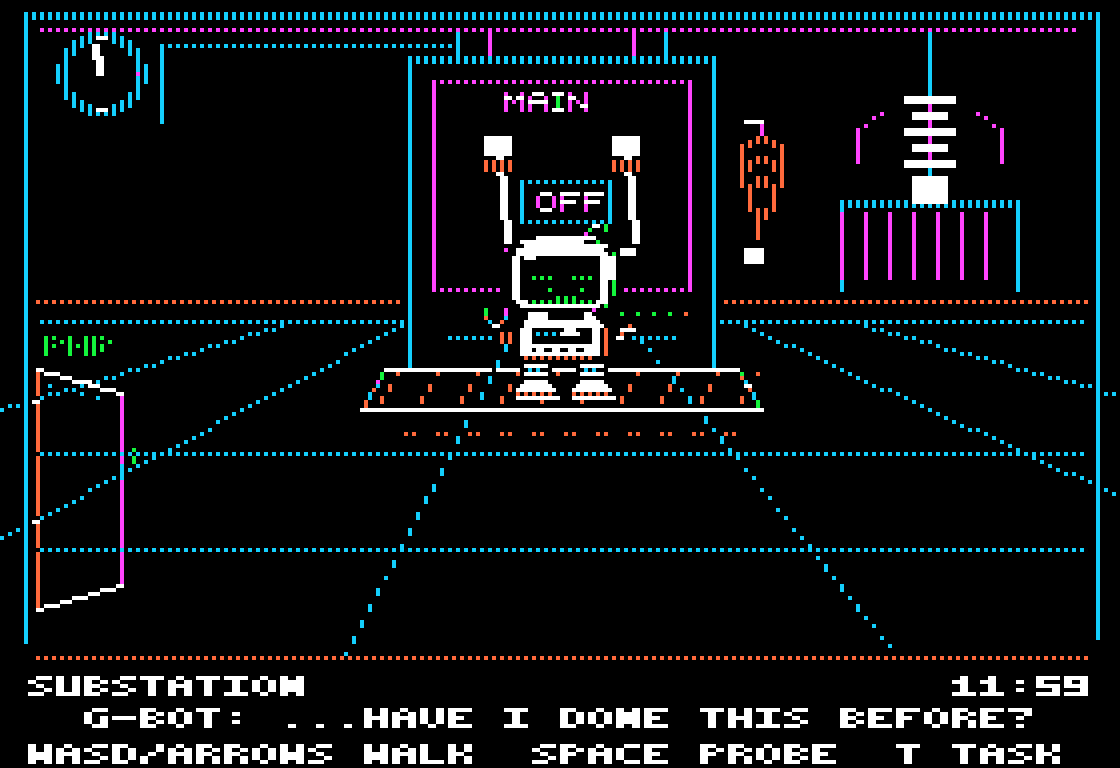 MAIN
OFF
SUBSTATION 11:59
G-BOT: ...HAVE I DONE THIS BEFORE?
WASD/ARROWS WALK SPACE PROBE T TASK